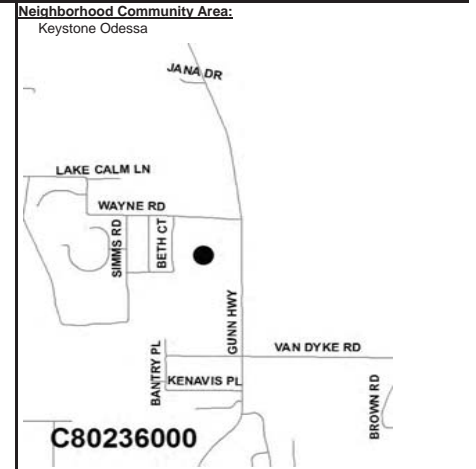 Neighborhood Community Area:
Keystone Odessa
JANA DR
LAKE CALM LN
WAYNE RD
SIMMS RD
BETH CT
GUNN HWY
VAN DYKE RD
BANTRY PL
KENAVIS PL
BROWN RD
C80236000